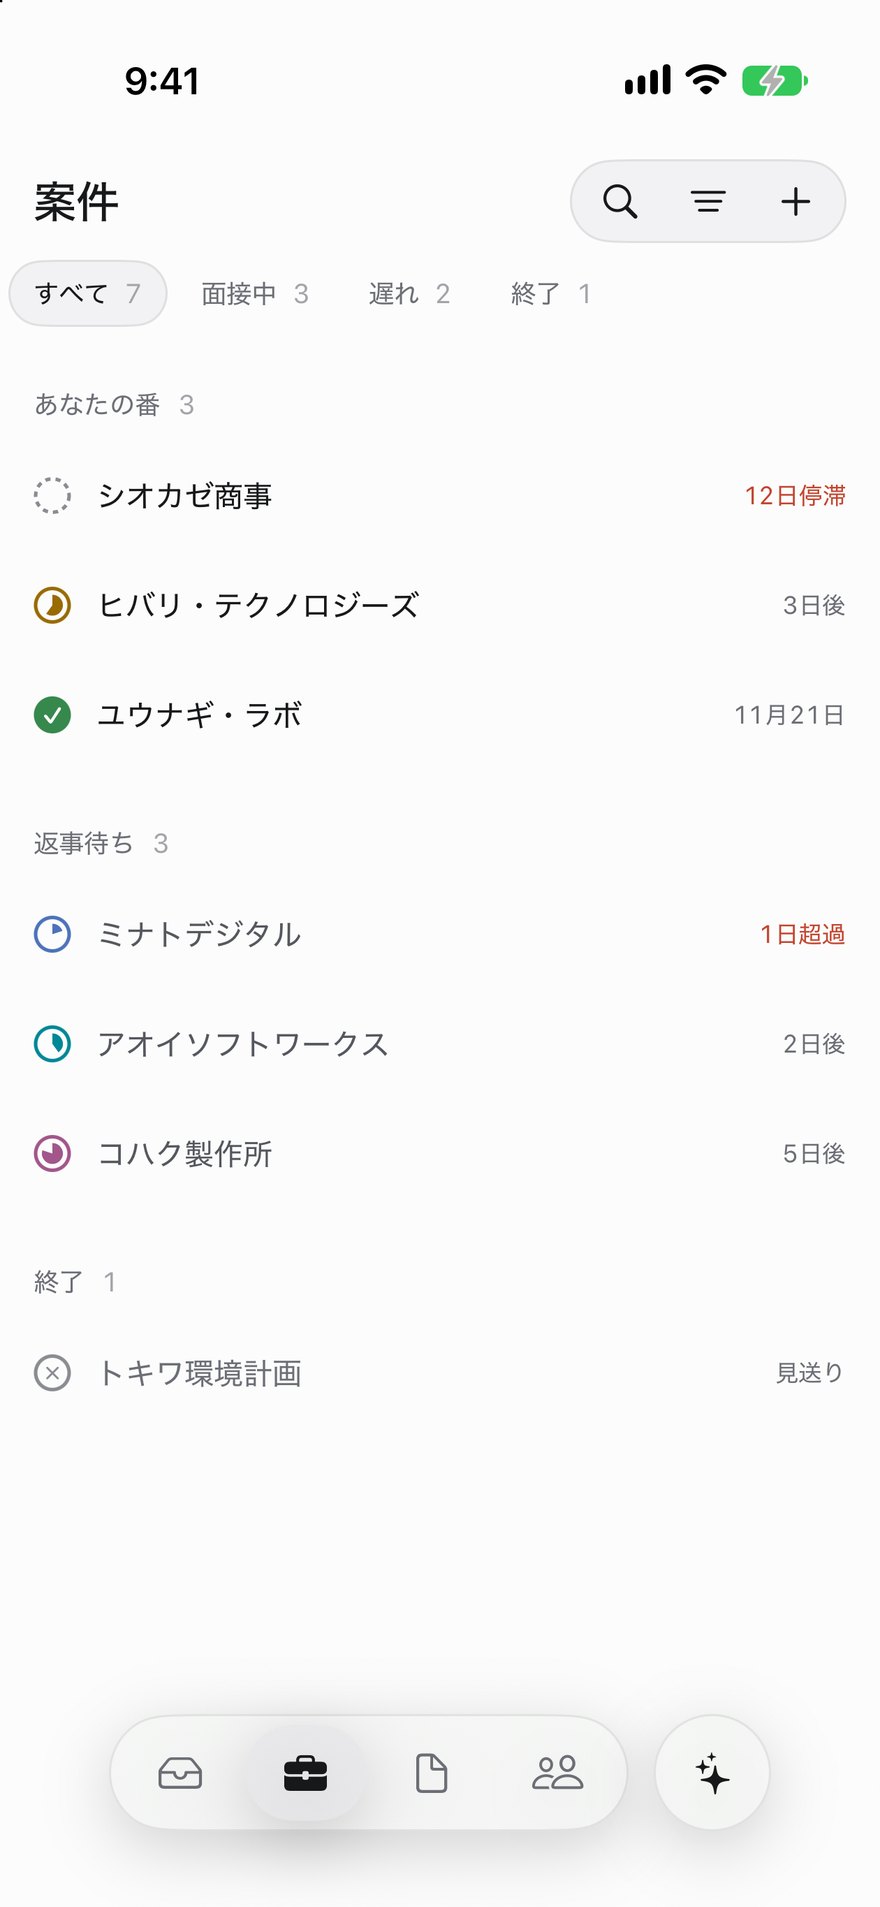 9:41
案件
すべて 7 面接中 3 遅れ 2 終了 1
あなたの番 3
シオカゼ商事 12日停滞
ヒバリ・テクノロジーズ 3日後
ユウナギ・ラボ 11月21日
返事待ち 3
ミナトデジタル 1日超過
アオイソフトワークス 2日後
コハク製作所 5日後
終了 1
トキワ環境計画 見送り